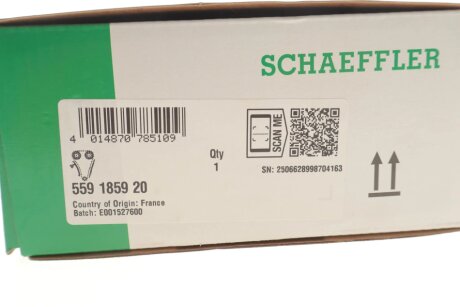 SCHAEFFLER
4 014870 785109
SCAN ME
Qty
1
SN: 2506628998704163
559 1859 20
Country of Origin: France
Batch: E001527600